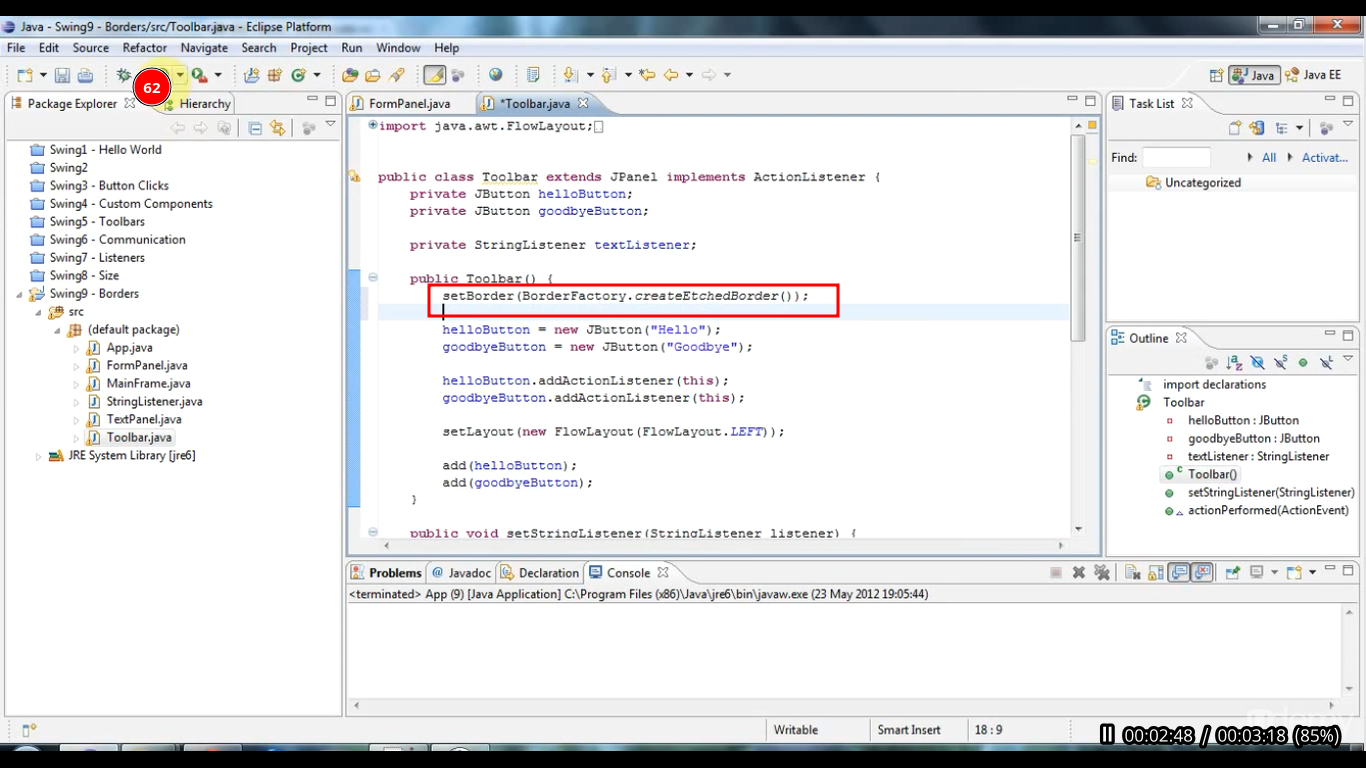 Java - Swing9 - Borders/src/Toolbar.java - Eclipse Platform
File Edit Source Refactor Navigate Search Project Run Window Help
62
Java Java EE
Package Explorer Hierarchy
Swing1 - Hello World
Swing2
Swing3 - Button Clicks
Swing4 - Custom Components
Swing5 - Toolbars
Swing6 - Communication
Swing7 - Listeners
Swing8 - Size
Swing9 - Borders
src
(default package)
App.java
FormPanel.java
MainFrame.java
StringListener.java
TextPanel.java
Toolbar.java
JRE System Library [jre6]
FormPanel.java *Toolbar.java
import java.awt.FlowLayout;
public class Toolbar extends JPanel implements ActionListener {
private JButton helloButton;
private JButton goodbyeButton;
private StringListener textListener;
public Toolbar() {
setBorder(BorderFactory.createEtchedBorder());
helloButton = new JButton("Hello");
goodbyeButton = new JButton("Goodbye");
helloButton.addActionListener(this);
goodbyeButton.addActionListener(this);
setLayout(new FlowLayout(FlowLayout.LEFT));
add(helloButton);
add(goodbyeButton);
}
public void setStringListener(StringListener listener) {
Task List
Find: All Activat...
Uncategorized
Outline
import declarations
Toolbar
helloButton : JButton
goodbyeButton : JButton
textListener : StringListener
Toolbar()
setStringListener(StringListener)
actionPerformed(ActionEvent)
Problems Javadoc Declaration Console
<terminated> App (9) [Java Application] C:\Program Files (x86)\Java\jre6\bin\javaw.exe (23 May 2012 19:05:44)
Writable Smart Insert 18 : 9
00:02:48 / 00:03:18 (85%)